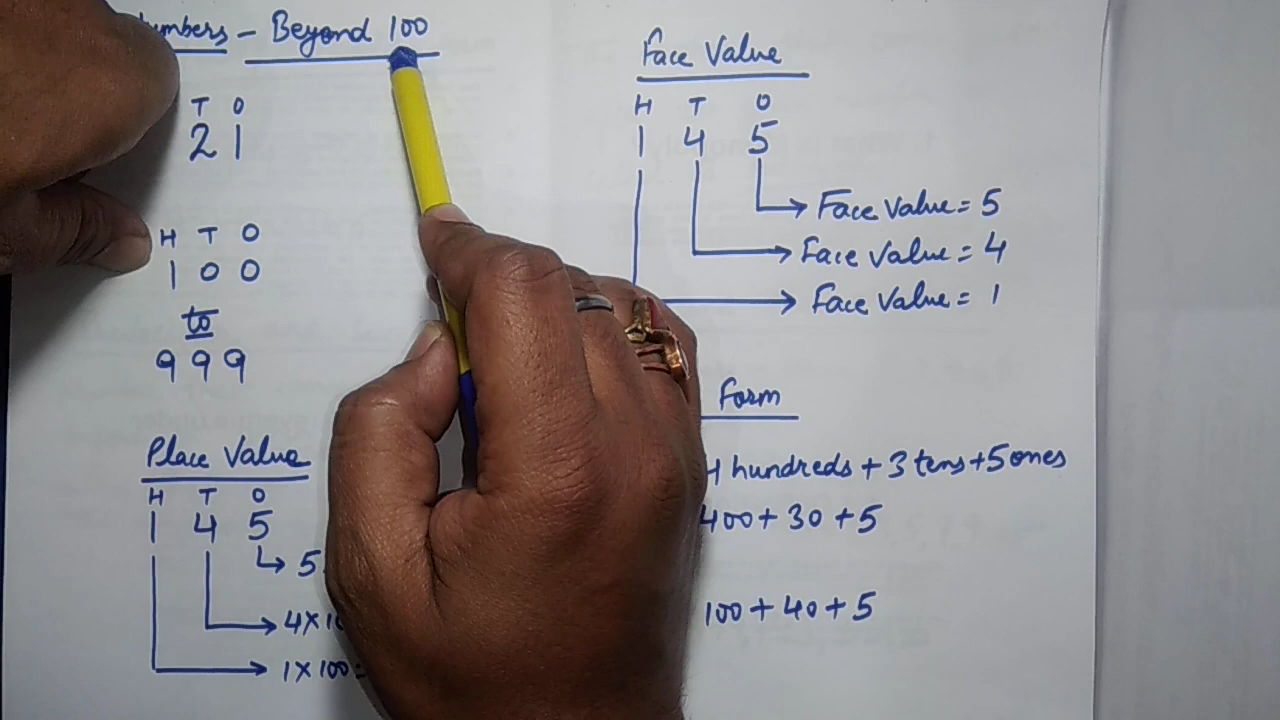 umbers - Beyond 100
T O
2 1
H T O
1 0 0
to
9 9 9
Place Value
H T O
1 4 5
5
4×10
1×100=
Face Value
H T O
1 4 5
Face Value = 5
Face Value = 4
Face Value = 1
Form
4 hundreds + 3 tens + 5 ones
400 + 30 + 5
100 + 40 + 5